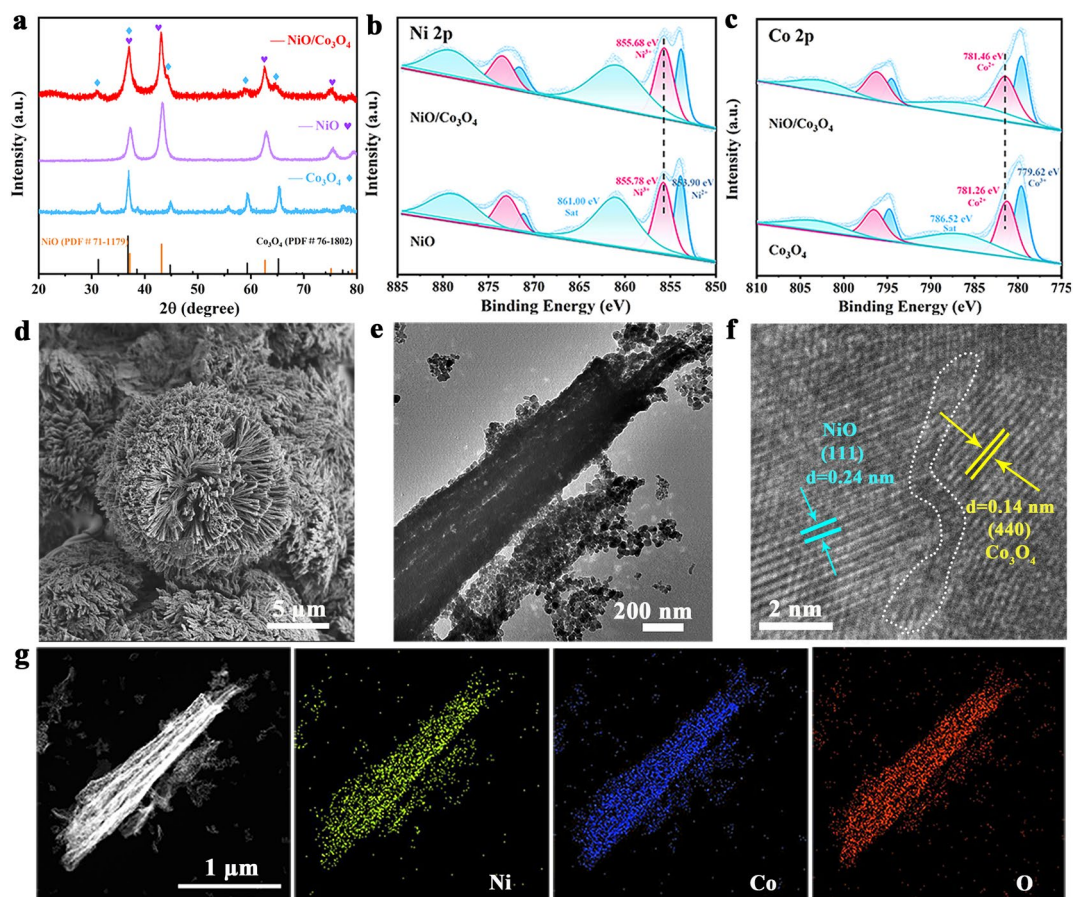 a
NiO/Co₃O₄
NiO
Co₃O₄
NiO (PDF # 71-1179)
Co₃O₄ (PDF # 76-1802)
20 30 40 50 60 70 80
2θ (degree)
Intensity (a.u.)
b
Ni 2p
855.68 eV
Ni³⁺
NiO/Co₃O₄
855.78 eV
Ni³⁺
853.90 eV
Ni²⁺
861.00 eV
Sat
NiO
885 880 870 860 850
Binding Energy (eV)
Intensity (a.u.)
c
Co 2p
781.46 eV
Co²⁺
NiO/Co₃O₄
779.62 eV
Co³⁺
781.26 eV
Co²⁺
786.52 eV
Sat
Co₃O₄
810 800 795 790 780 775
Binding Energy (eV)
Intensity (a.u.)
d
5 μm
e
200 nm
f
NiO
(111)
d=0.24 nm
d=0.14 nm
(440)
Co₃O₄
2 nm
g
1 μm
Ni
Co
O